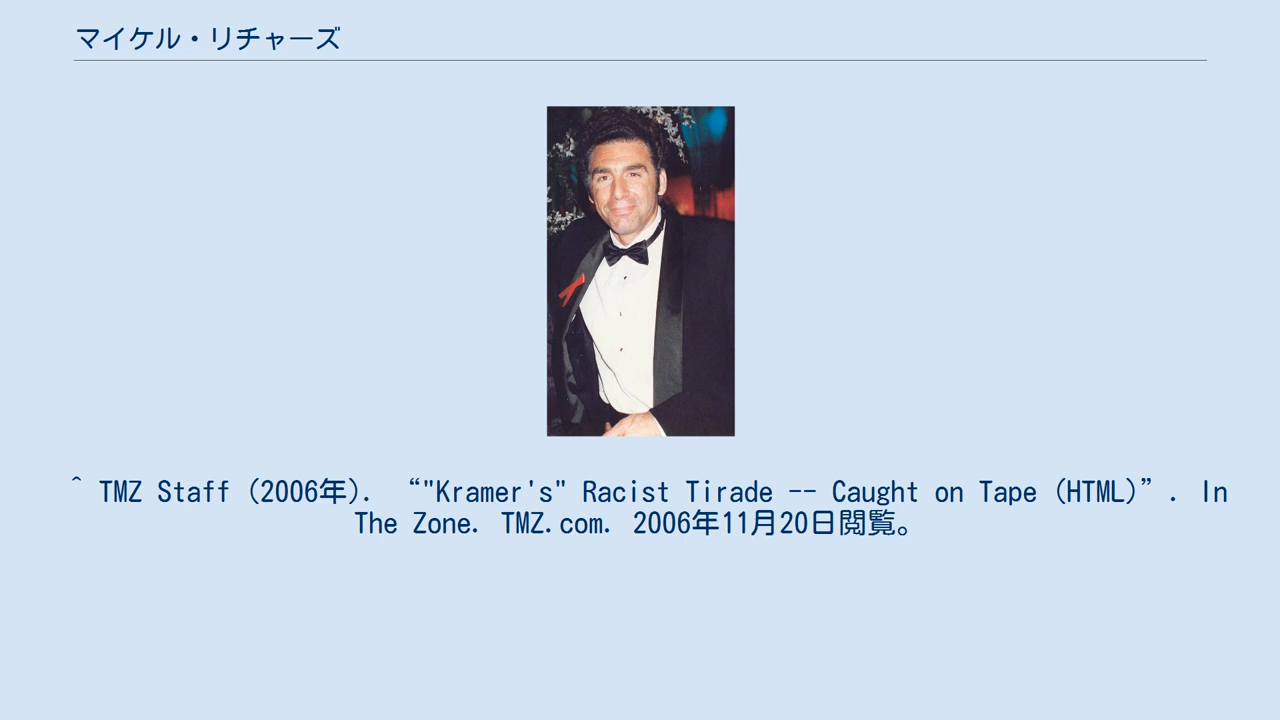 マイケル・リチャーズ
^ TMZ Staff (2006年). “"Kramer's" Racist Tirade -- Caught on Tape (HTML)”. In
The Zone. TMZ.com. 2006年11月20日閲覧。